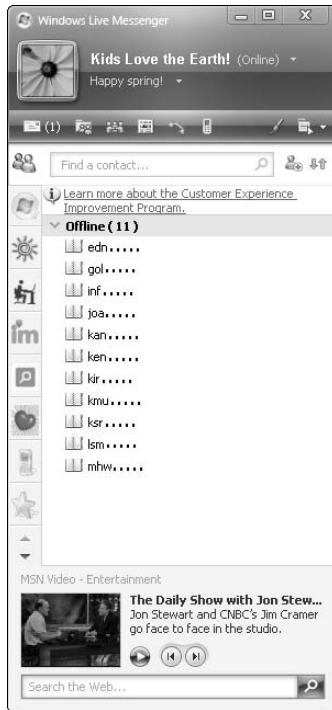 Windows Live Messenger
Kids Love the Earth! (Online)
Happy spring!
(1)
Find a contact...
Learn more about the Customer Experience
Improvement Program.
Offline (11)
edn.....
gol.....
inf.....
joa.....
kan.....
ken.....
kir.....
kmu.....
ksr.....
lsm.....
mhw.....
im
MSN Video - Entertainment
The Daily Show with Jon Stew...
Jon Stewart and CNBC's Jim Cramer
go face to face in the studio.
Search the Web...